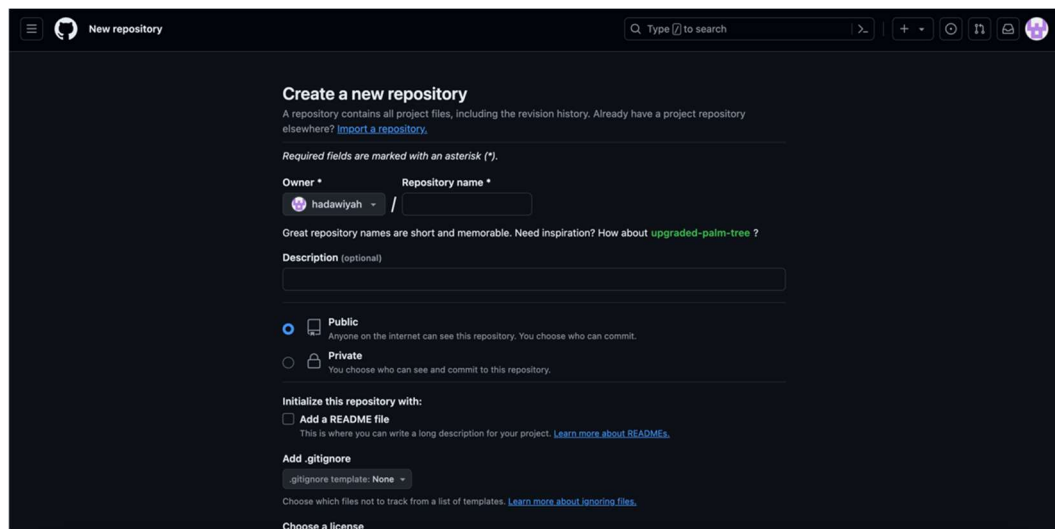 New repository
Type / to search
Create a new repository
A repository contains all project files, including the revision history. Already have a project repository
elsewhere? Import a repository.
Required fields are marked with an asterisk (*).
Owner * Repository name *
hadawiyah /
Great repository names are short and memorable. Need inspiration? How about upgraded-palm-tree ?
Description (optional)
Public
Anyone on the internet can see this repository. You choose who can commit.
Private
You choose who can see and commit to this repository.
Initialize this repository with:
Add a README file
This is where you can write a long description for your project. Learn more about READMEs.
Add .gitignore
.gitignore template: None
Choose which files not to track from a list of templates. Learn more about ignoring files.
Choose a license